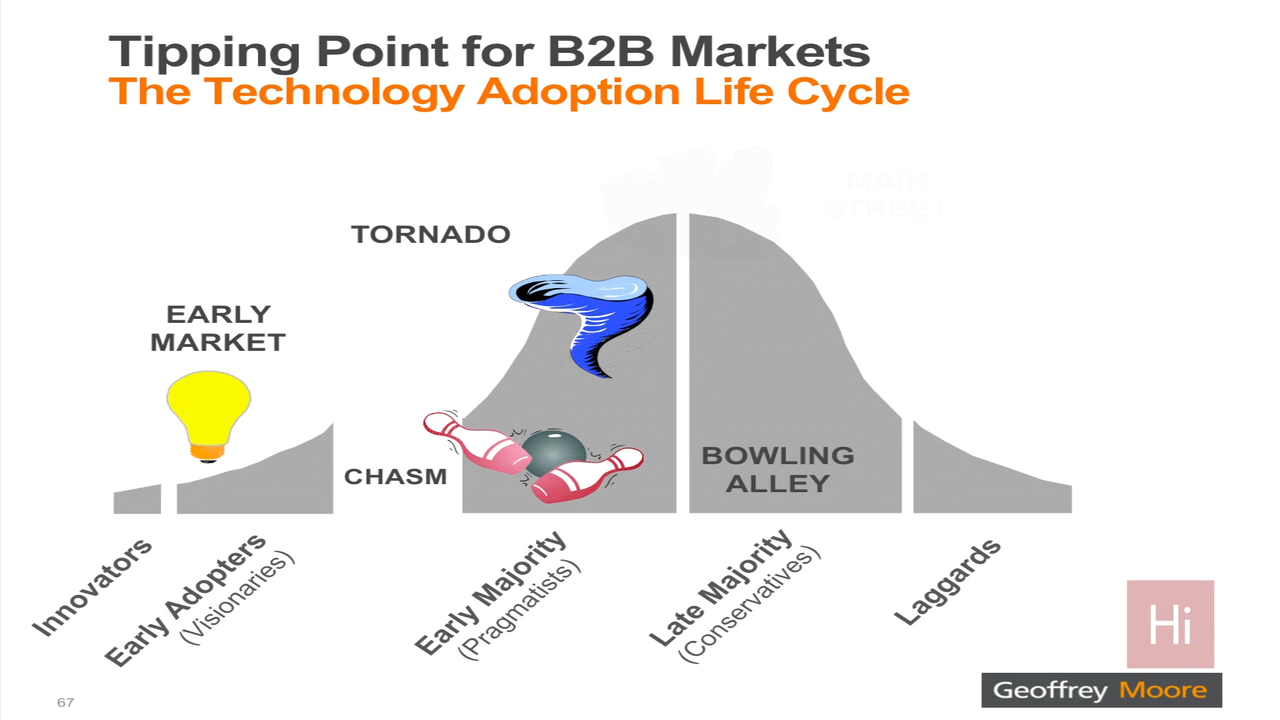 Tipping Point for B2B Markets
The Technology Adoption Life Cycle
MAIN
STREET
TORNADO
EARLY
MARKET
CHASM
BOWLING
ALLEY
Innovators
Early Adopters
(Visionaries)
Early Majority
(Pragmatists)
Late Majority
(Conservatives)
Laggards
Hi
Geoffrey Moore
67